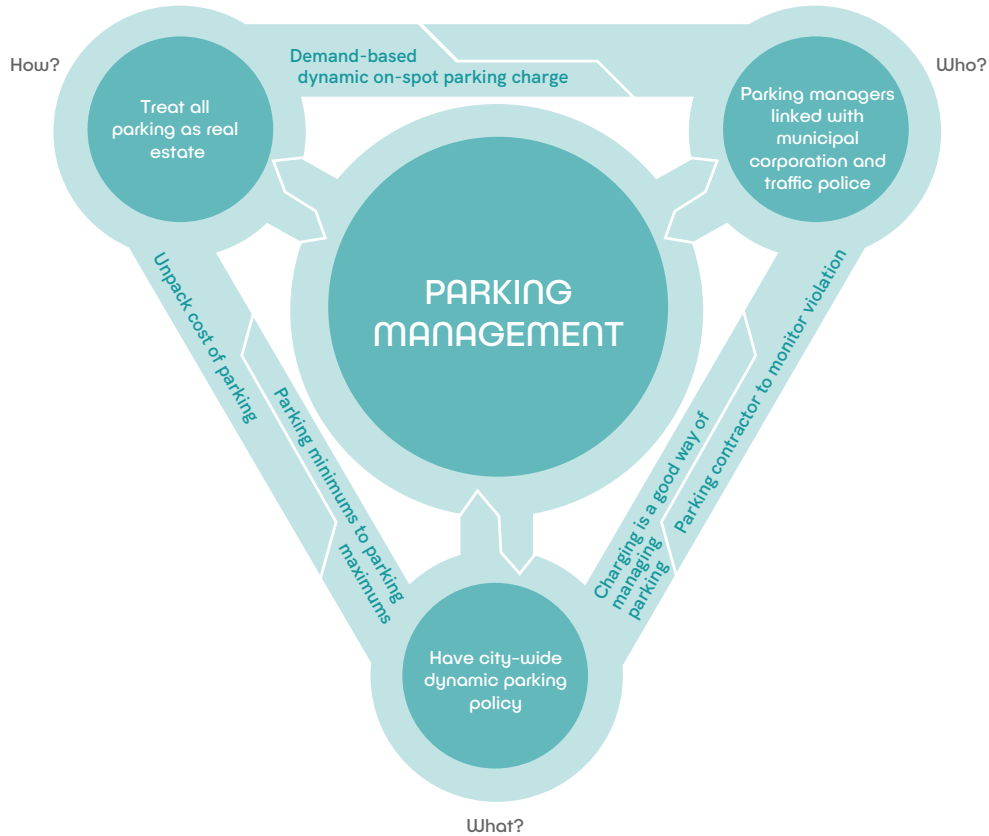 How?
Treat all
parking as real
estate
Demand-based
dynamic on-spot parking charge
Who?
Parking managers
linked with
municipal
corporation and
traffic police
PARKING
MANAGEMENT
Unpack cost of parking
Parking minimums to parking
maximums
Charging is a good way of
managing
parking
Parking contractor to monitor violation
Have city-wide
dynamic parking
policy
What?